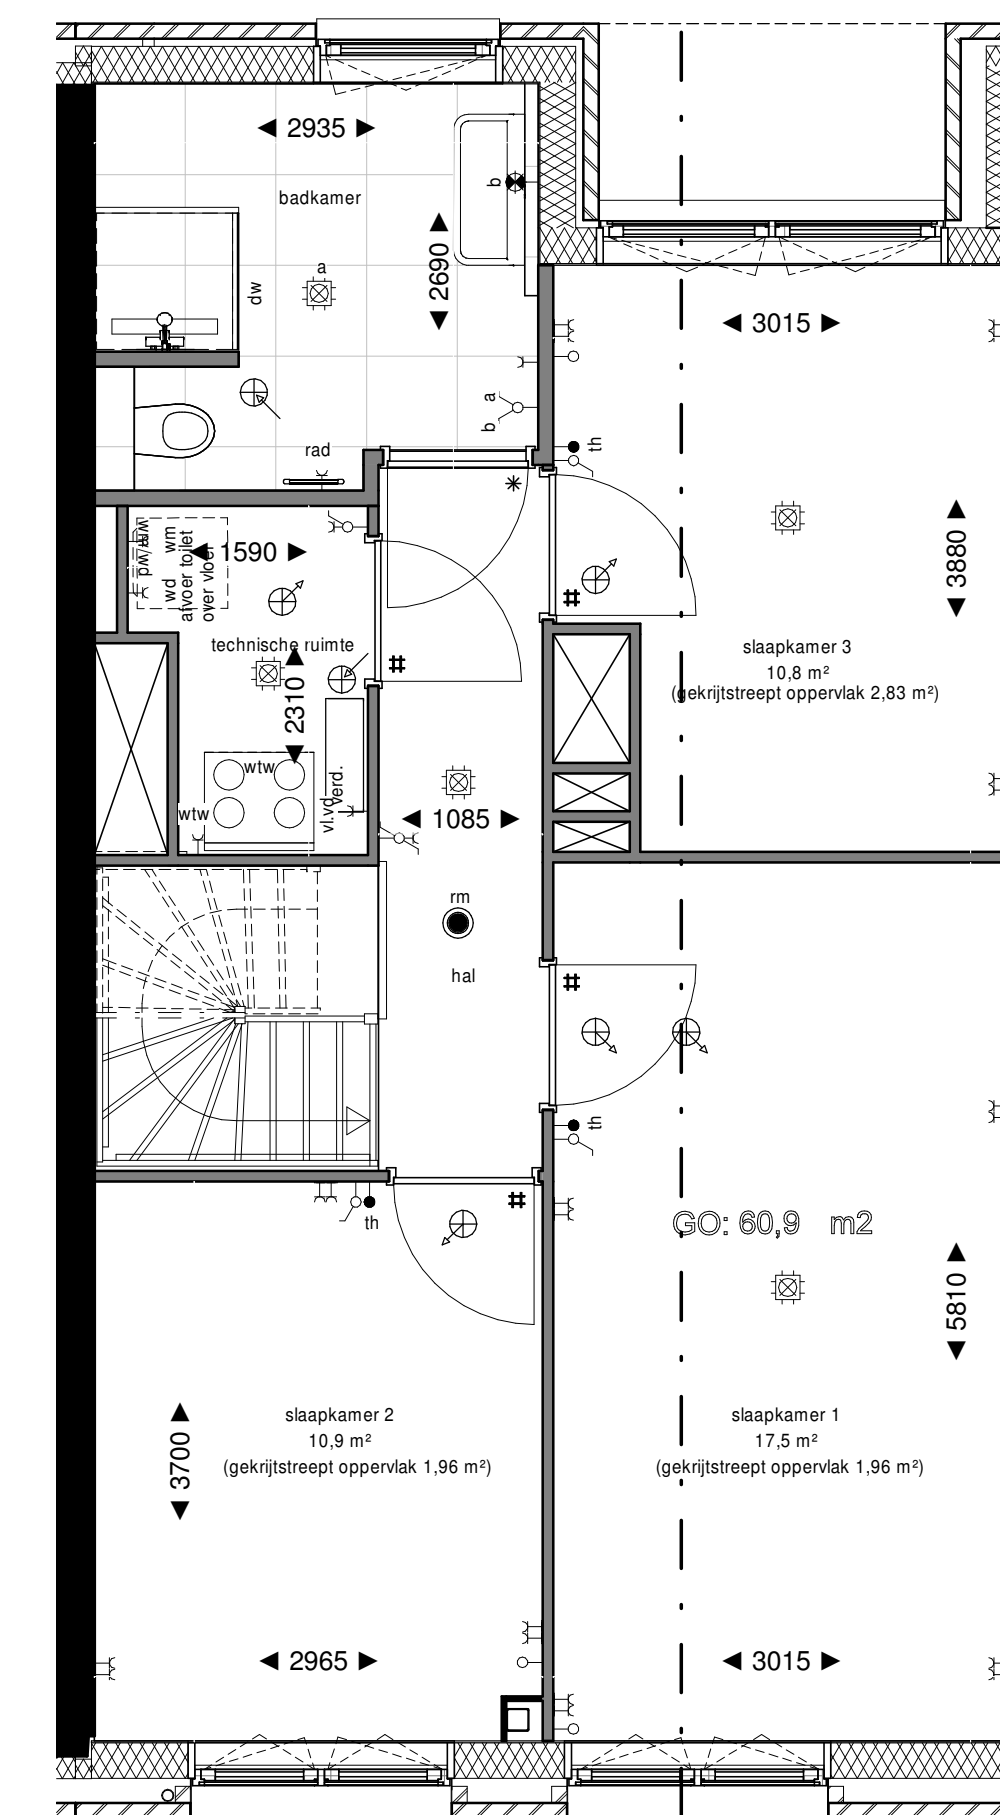 2935
badkamer
b
2690
a
dw
3015
a
b
th
rad
wm/wd
wd wm
afvoer toilet
over vloer
1590
3880
technische ruimte
slaapkamer 3
10,8 m²
(gekrijtstreept oppervlak 2,83 m²)
2310
wtw
wtw
vl.vd
verd.
1085
rm
hal
th
th
GO: 60,9 m2
5810
slaapkamer 2
10,9 m²
(gekrijtstreept oppervlak 1,96 m²)
slaapkamer 1
17,5 m²
(gekrijtstreept oppervlak 1,96 m²)
3700
2965
3015